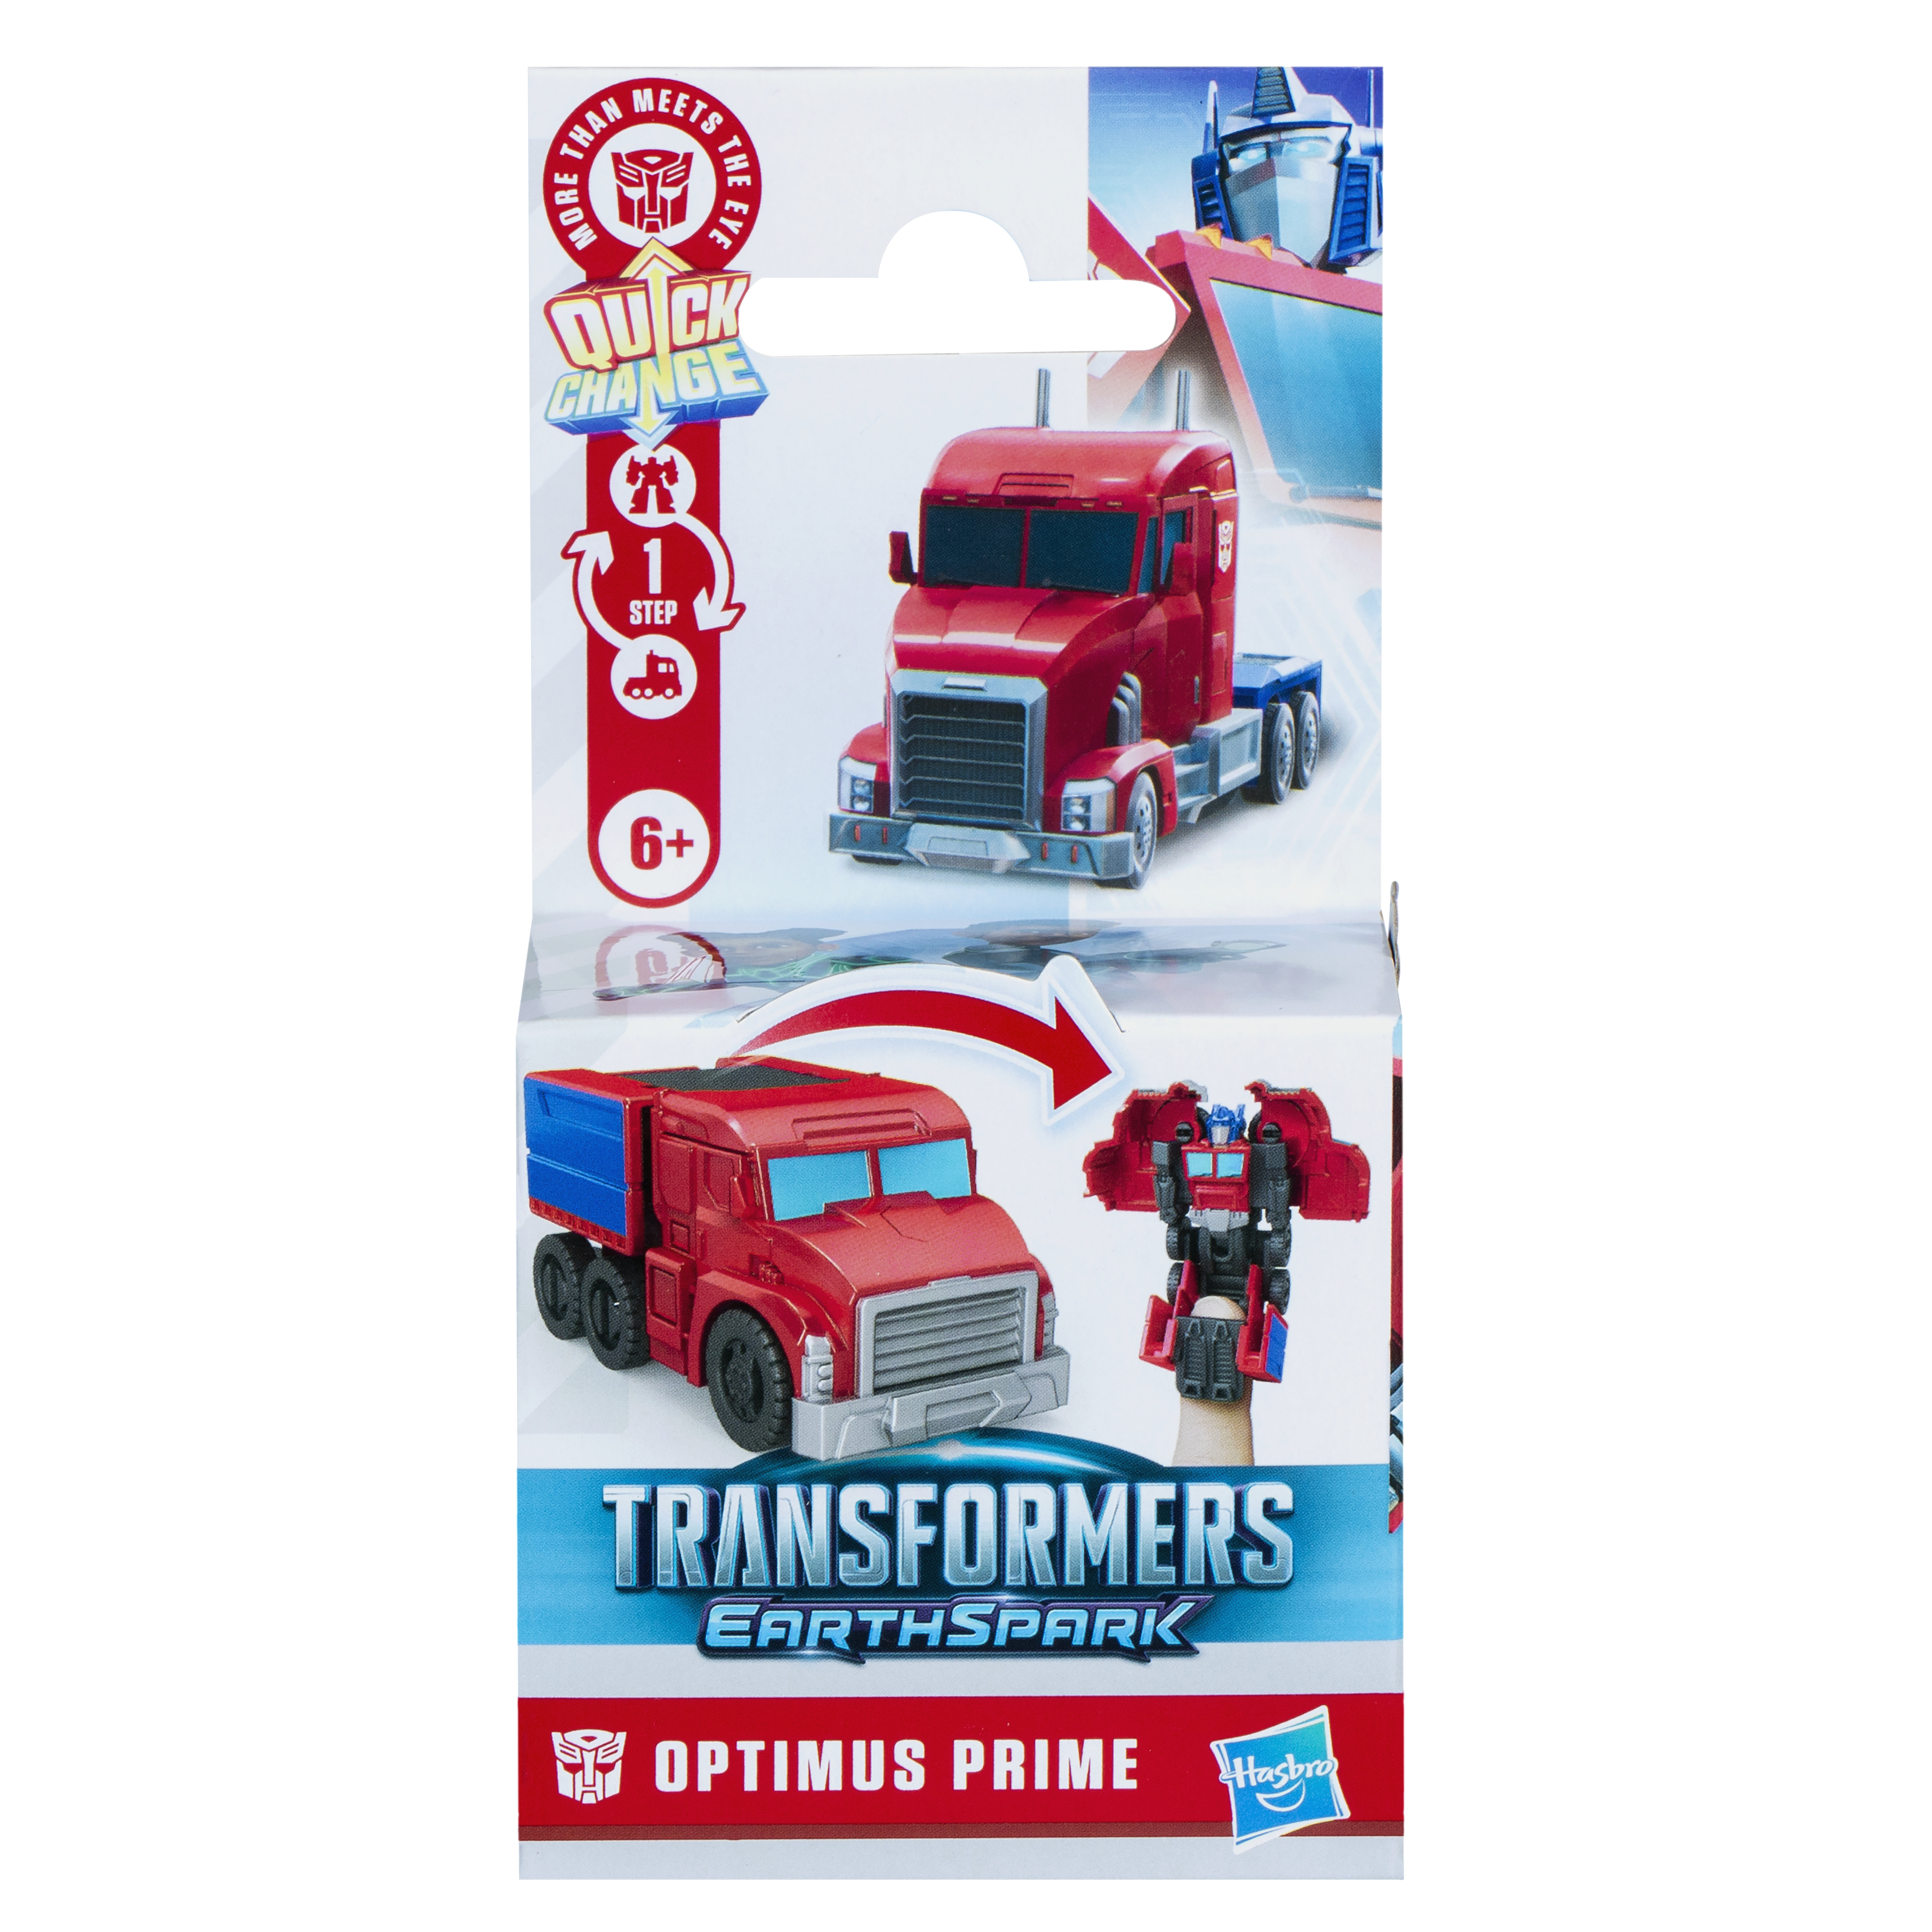 MORE THAN MEETS THE EYE
QUICK
CHANGE
1
STEP
6+
TRANSFORMERS
EARTHSPARK
OPTIMUS PRIME
Hasbro